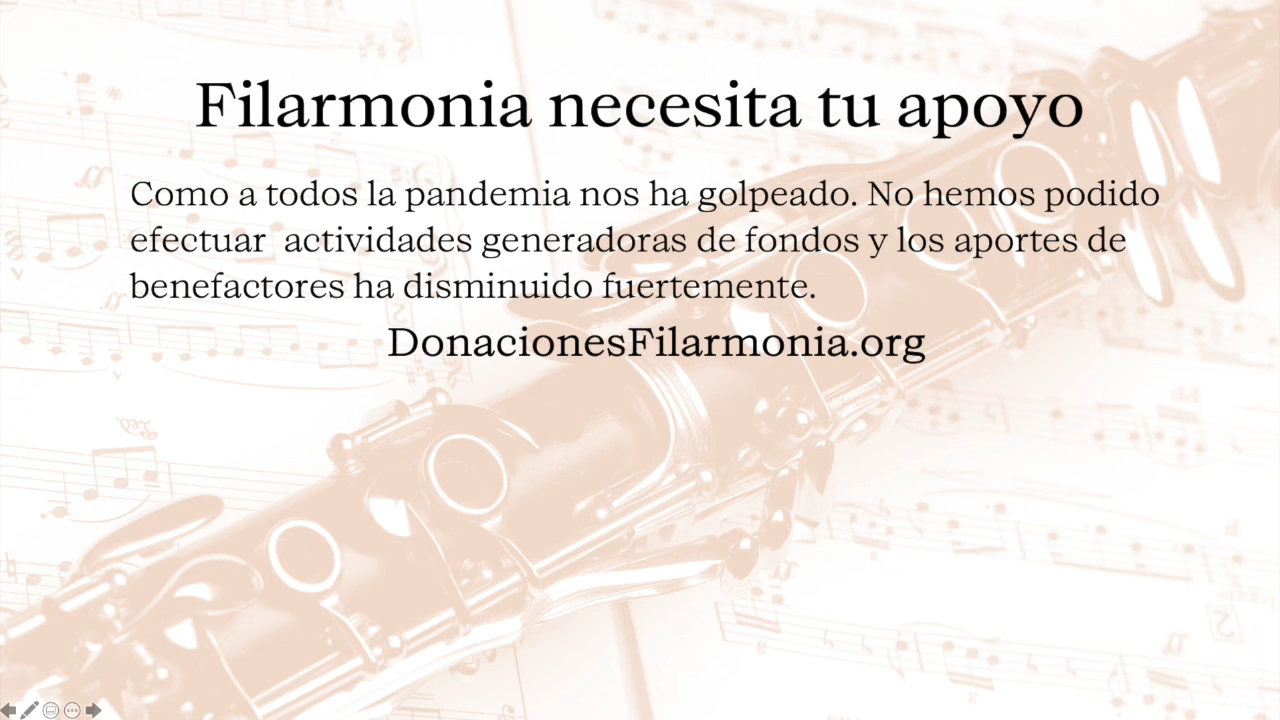 Filarmonia necesita tu apoyo
Como a todos la pandemia nos ha golpeado. No hemos podido
efectuar  actividades generadoras de fondos y los aportes de
benefactores ha disminuido fuertemente.
DonacionesFilarmonia.org